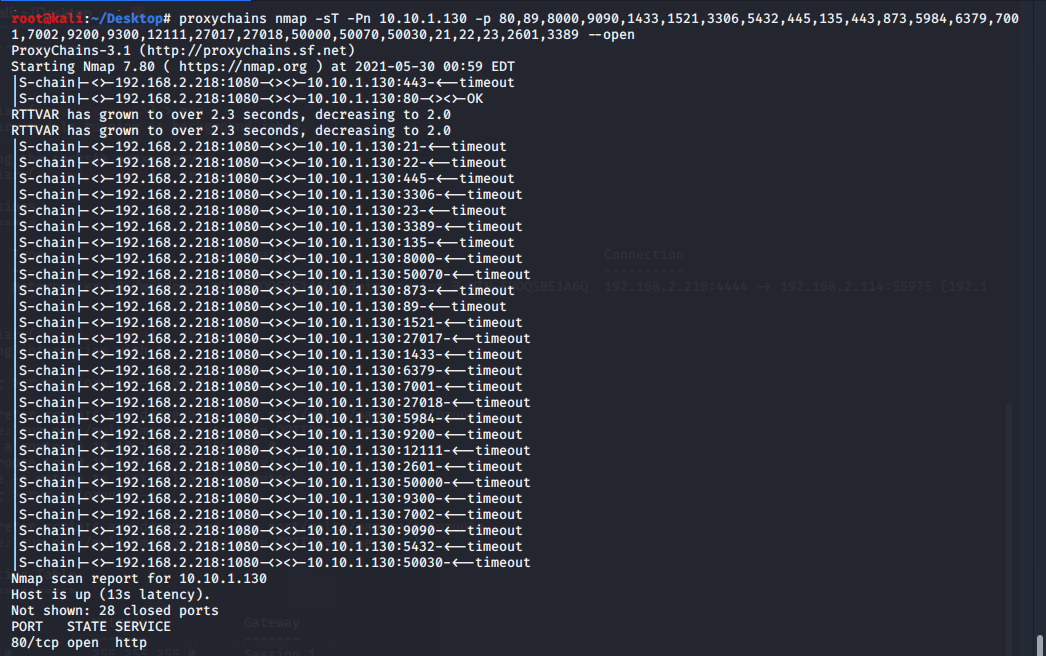 root@kali:~/Desktop# proxychains nmap -sT -Pn 10.10.1.130 -p 80,89,8000,9090,1433,1521,3306,5432,445,135,443,873,5984,6379,700
1,7002,9200,9300,12111,27017,27018,50000,50070,50030,21,22,23,2601,3389 --open
ProxyChains-3.1 (http://proxychains.sf.net)
Starting Nmap 7.80 ( https://nmap.org ) at 2021-05-30 00:59 EDT
|S-chain|-<>-192.168.2.218:1080-<><>-10.10.1.130:443-<--timeout
|S-chain|-<>-192.168.2.218:1080-<><>-10.10.1.130:80-<><>-OK
RTTVAR has grown to over 2.3 seconds, decreasing to 2.0
RTTVAR has grown to over 2.3 seconds, decreasing to 2.0
|S-chain|-<>-192.168.2.218:1080-<><>-10.10.1.130:21-<--timeout
|S-chain|-<>-192.168.2.218:1080-<><>-10.10.1.130:22-<--timeout
|S-chain|-<>-192.168.2.218:1080-<><>-10.10.1.130:445-<--timeout
|S-chain|-<>-192.168.2.218:1080-<><>-10.10.1.130:3306-<--timeout
|S-chain|-<>-192.168.2.218:1080-<><>-10.10.1.130:23-<--timeout
|S-chain|-<>-192.168.2.218:1080-<><>-10.10.1.130:3389-<--timeout
|S-chain|-<>-192.168.2.218:1080-<><>-10.10.1.130:135-<--timeout
|S-chain|-<>-192.168.2.218:1080-<><>-10.10.1.130:8000-<--timeout
|S-chain|-<>-192.168.2.218:1080-<><>-10.10.1.130:50070-<--timeout
|S-chain|-<>-192.168.2.218:1080-<><>-10.10.1.130:873-<--timeout
|S-chain|-<>-192.168.2.218:1080-<><>-10.10.1.130:89-<--timeout
|S-chain|-<>-192.168.2.218:1080-<><>-10.10.1.130:1521-<--timeout
|S-chain|-<>-192.168.2.218:1080-<><>-10.10.1.130:27017-<--timeout
|S-chain|-<>-192.168.2.218:1080-<><>-10.10.1.130:1433-<--timeout
|S-chain|-<>-192.168.2.218:1080-<><>-10.10.1.130:6379-<--timeout
|S-chain|-<>-192.168.2.218:1080-<><>-10.10.1.130:7001-<--timeout
|S-chain|-<>-192.168.2.218:1080-<><>-10.10.1.130:27018-<--timeout
|S-chain|-<>-192.168.2.218:1080-<><>-10.10.1.130:5984-<--timeout
|S-chain|-<>-192.168.2.218:1080-<><>-10.10.1.130:9200-<--timeout
|S-chain|-<>-192.168.2.218:1080-<><>-10.10.1.130:12111-<--timeout
|S-chain|-<>-192.168.2.218:1080-<><>-10.10.1.130:2601-<--timeout
|S-chain|-<>-192.168.2.218:1080-<><>-10.10.1.130:50000-<--timeout
|S-chain|-<>-192.168.2.218:1080-<><>-10.10.1.130:9300-<--timeout
|S-chain|-<>-192.168.2.218:1080-<><>-10.10.1.130:7002-<--timeout
|S-chain|-<>-192.168.2.218:1080-<><>-10.10.1.130:9090-<--timeout
|S-chain|-<>-192.168.2.218:1080-<><>-10.10.1.130:5432-<--timeout
|S-chain|-<>-192.168.2.218:1080-<><>-10.10.1.130:50030-<--timeout
Nmap scan report for 10.10.1.130
Host is up (13s latency).
Not shown: 28 closed ports
PORT STATE SERVICE
80/tcp open http
Connection
192.168.2.218:4444 -> 192.168.2.114:55975 (192.1
Gateway
Session 1